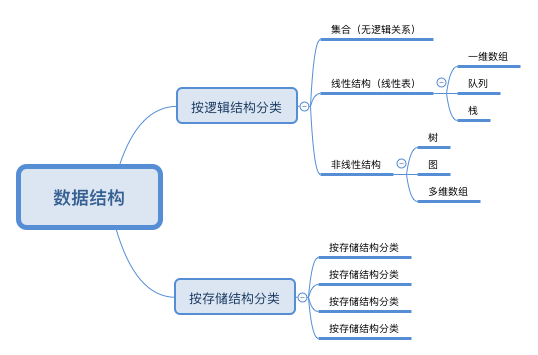 数据结构
按逻辑结构分类
集合（无逻辑关系）
线性结构（线性表）
一维数组
队列
栈
非线性结构
树
图
多维数组
按存储结构分类
按存储结构分类
按存储结构分类
按存储结构分类
按存储结构分类